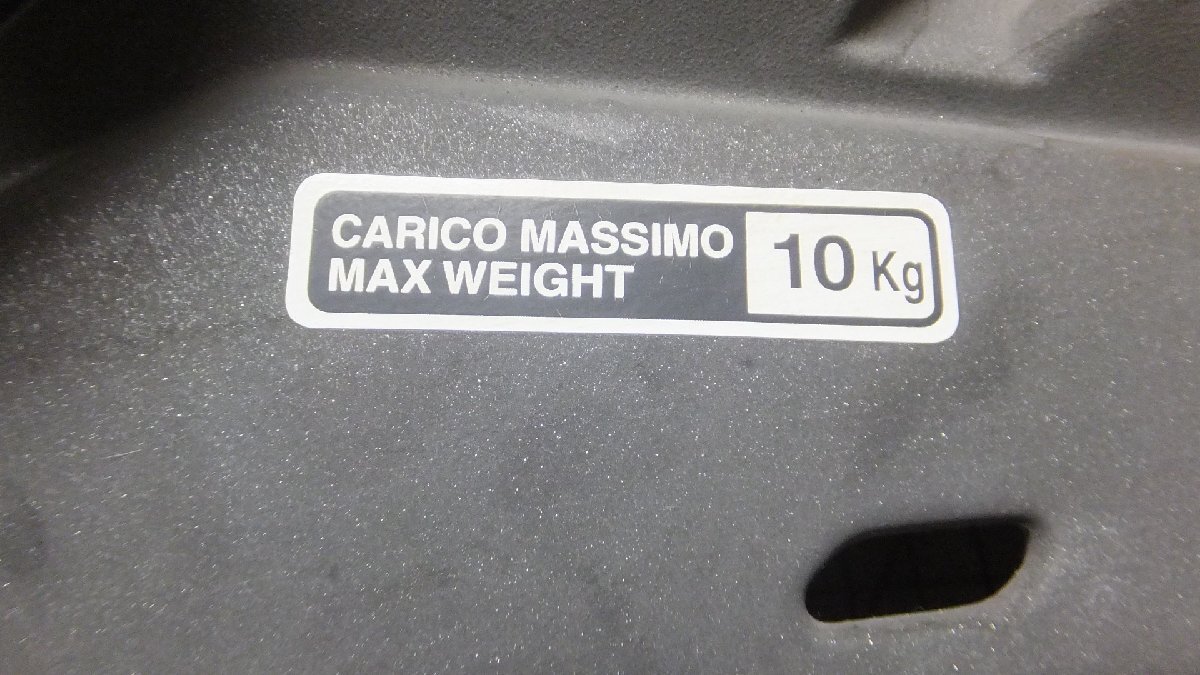 CARICO MASSIMO
MAX WEIGHT
10 Kg